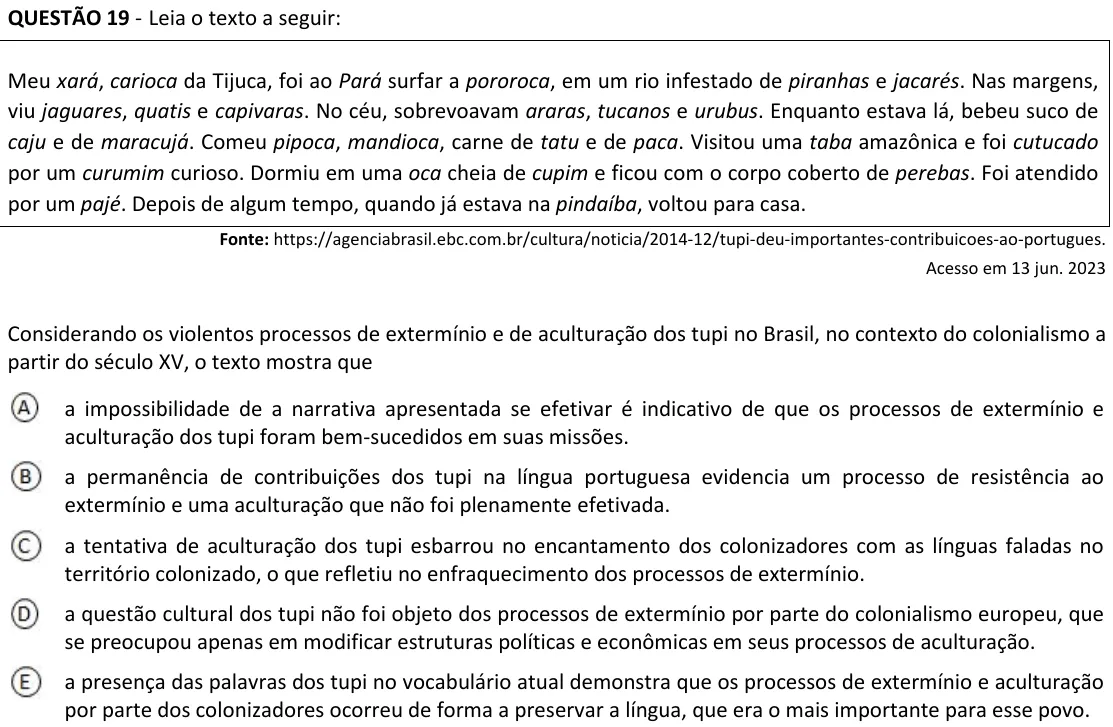 QUESTÃO 19 - Leia o texto a seguir:
Meu xará, carioca da Tijuca, foi ao Pará surfar a pororoca, em um rio infestado de piranhas e jacarés. Nas margens,
viu jaguares, quatis e capivaras. No céu, sobrevoavam araras, tucanos e urubus. Enquanto estava lá, bebeu suco de
caju e de maracujá. Comeu pipoca, mandioca, carne de tatu e de paca. Visitou uma taba amazônica e foi cutucado
por um curumim curioso. Dormiu em uma oca cheia de cupim e ficou com o corpo coberto de perebas. Foi atendido
por um pajé. Depois de algum tempo, quando já estava na pindaíba, voltou para casa.
Fonte: https://agenciabrasil.ebc.com.br/cultura/noticia/2014-12/tupi-deu-importantes-contribuicoes-ao-portugues.
Acesso em 13 jun. 2023
Considerando os violentos processos de extermínio e de aculturação dos tupi no Brasil, no contexto do colonialismo a
partir do século XV, o texto mostra que
A a impossibilidade de a narrativa apresentada se efetivar é indicativo de que os processos de extermínio e
aculturação dos tupi foram bem-sucedidos em suas missões.
B a permanência de contribuições dos tupi na língua portuguesa evidencia um processo de resistência ao
extermínio e uma aculturação que não foi plenamente efetivada.
C a tentativa de aculturação dos tupi esbarrou no encantamento dos colonizadores com as línguas faladas no
território colonizado, o que refletiu no enfraquecimento dos processos de extermínio.
D a questão cultural dos tupi não foi objeto dos processos de extermínio por parte do colonialismo europeu, que
se preocupou apenas em modificar estruturas políticas e econômicas em seus processos de aculturação.
E a presença das palavras dos tupi no vocabulário atual demonstra que os processos de extermínio e aculturação
por parte dos colonizadores ocorreu de forma a preservar a língua, que era o mais importante para esse povo.